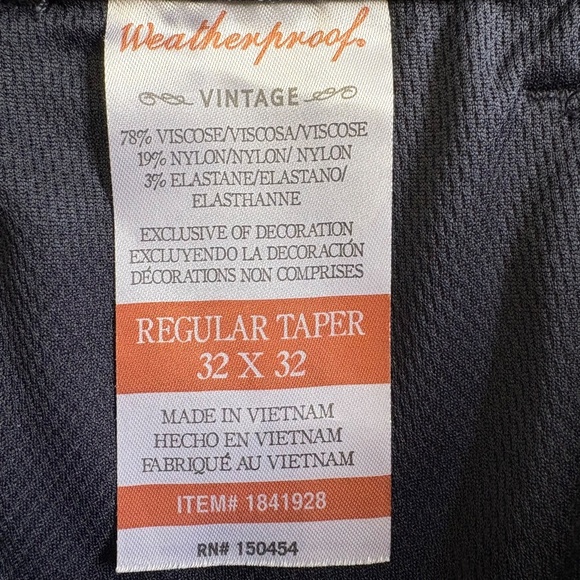 Weatherproof.
VINTAGE
78% VISCOSE/VISCOSA/VISCOSE
19% NYLON/NYLON/ NYLON
3% ELASTANE/ELASTANO/
ELASTHANNE
EXCLUSIVE OF DECORATION
EXCLUYENDO LA DECORACIÓN
DÉCORATIONS NON COMPRISES
REGULAR TAPER
32 X 32
MADE IN VIETNAM
HECHO EN VIETNAM
FABRIQUÉ AU VIETNAM
ITEM# 1841928
RN# 150454